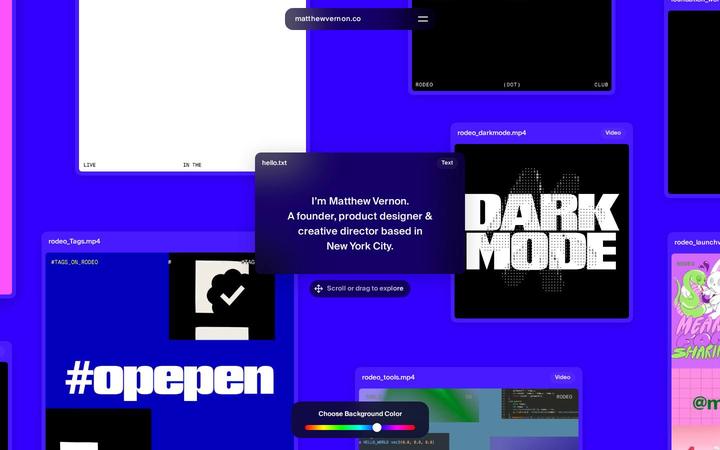 matthewvernon.co
RODEO (DOT) CLUB
LIVE IN THE
rodeo_darkmode.mp4 Video
hello.txt Text
I'm Matthew Vernon.
A founder, product designer &
creative director based in
New York City.
DARK
MODE
Scroll or drag to explore
rodeo_Tags.mp4
#TAGS_ON_RODEO
#opepen
rodeo_tools.mp4 Video
RODEO
Choose Background Color
MEAN
SHARIN
@m